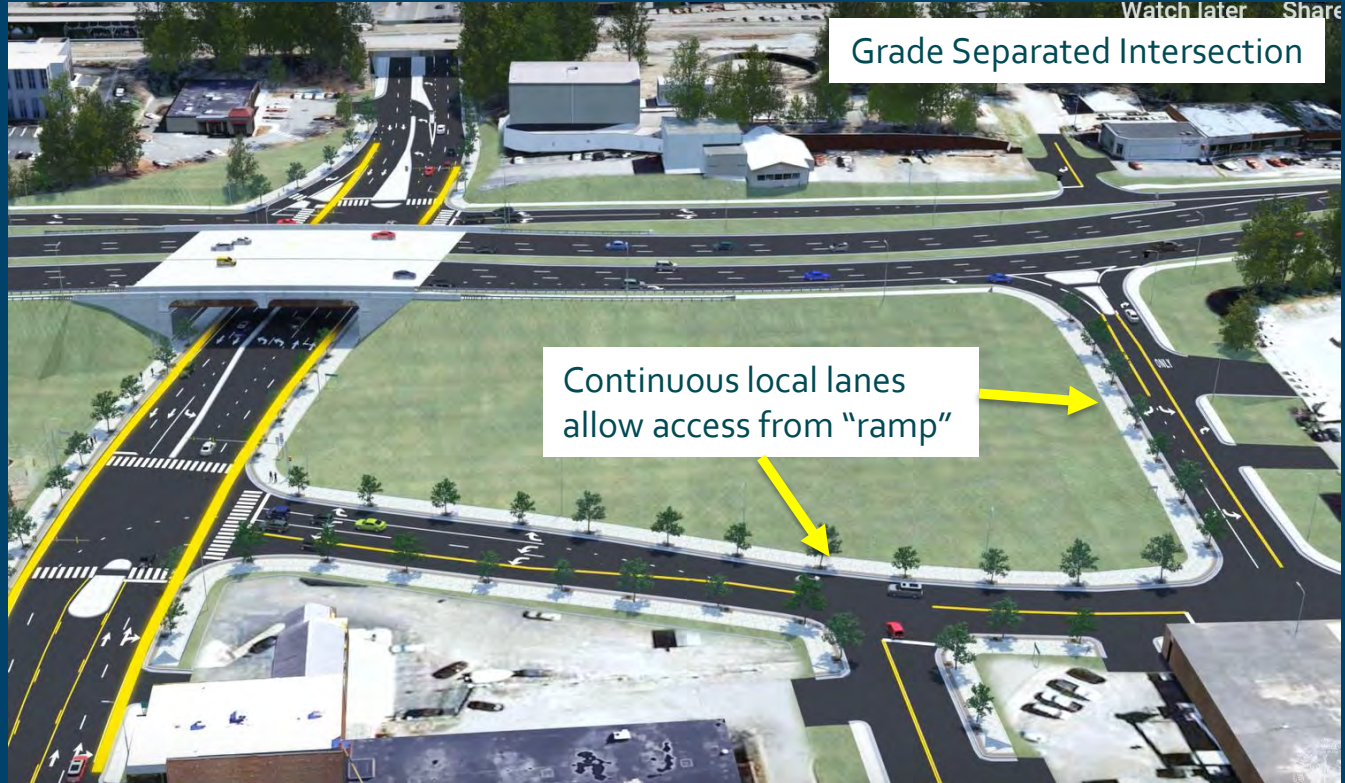 Watch later Share
Grade Separated Intersection
Continuous local lanes
allow access from “ramp”
ONLY